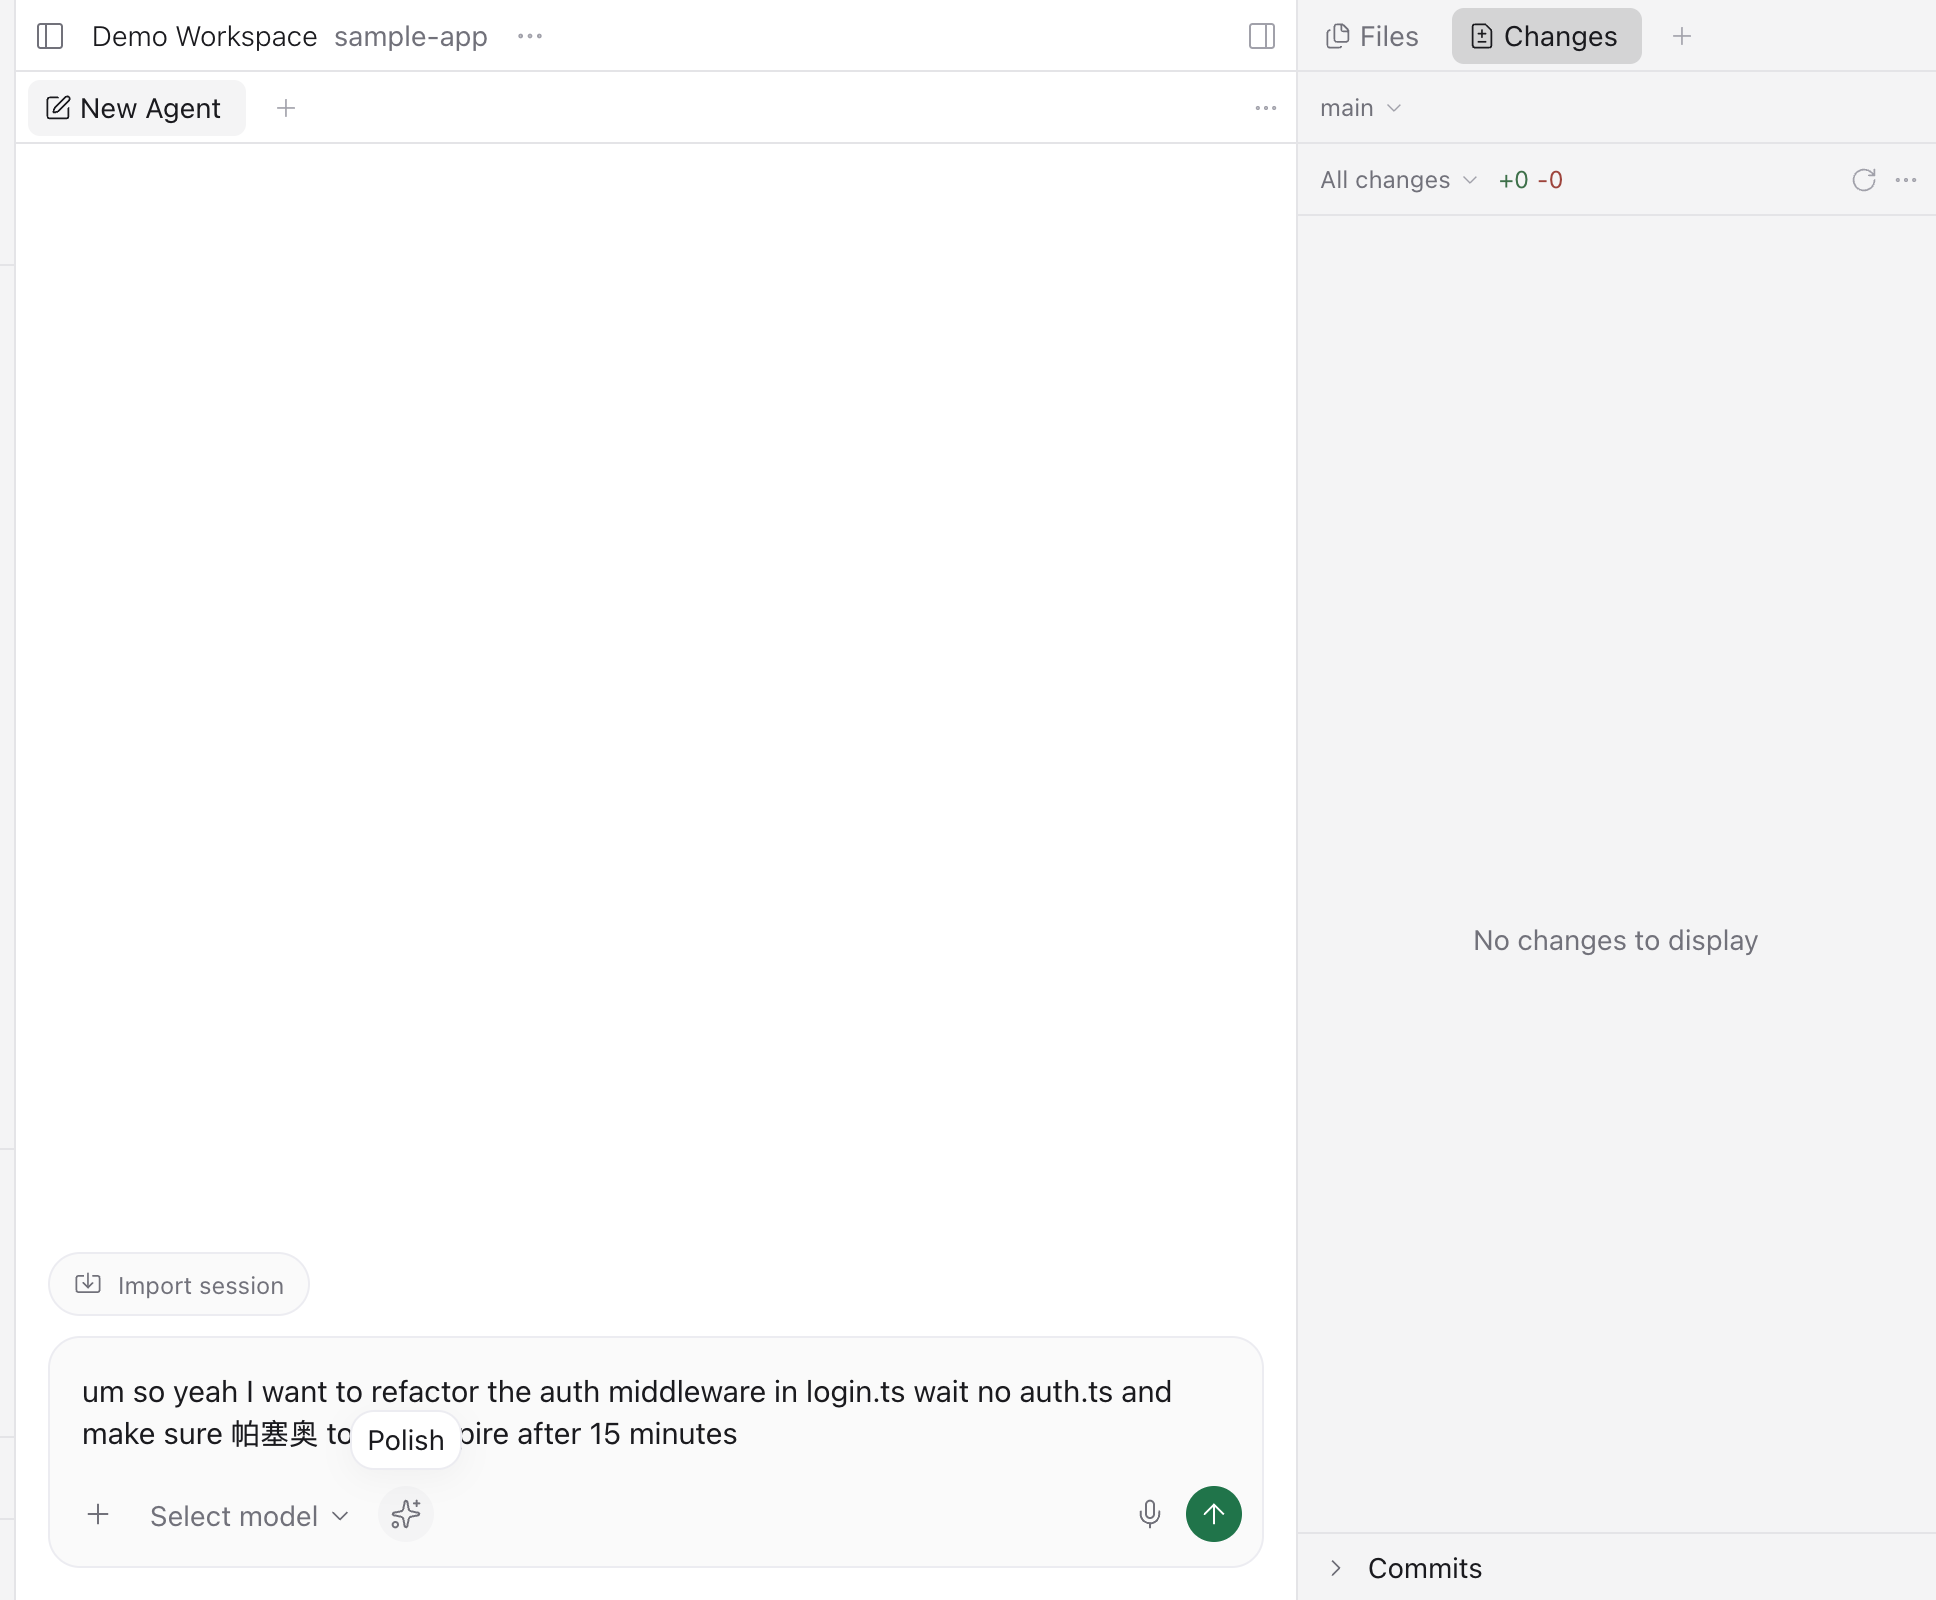 Demo Workspace sample-app
Files
Changes
New Agent
main
All changes +0 -0
No changes to display
Import session
um so yeah I want to refactor the auth middleware in login.ts wait no auth.ts and
make sure 帕塞奥 after 15 minutes
Polish
Select model
Commits